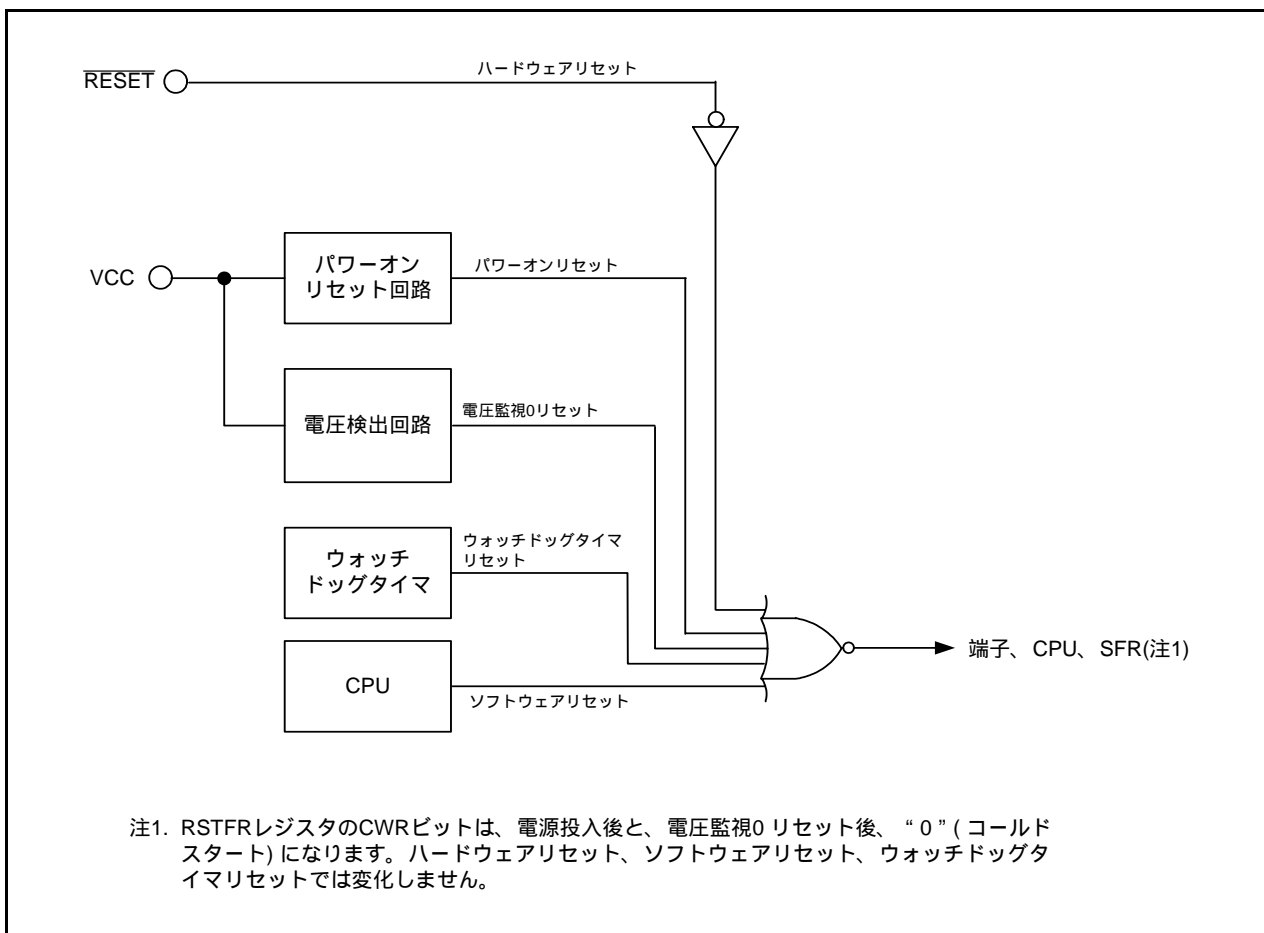 RESET
ハードウェアリセット
VCC
パワーオン
リセット回路
パワーオンリセット
電圧検出回路
電圧監視0リセット
ウォッチ
ドッグタイマ
ウォッチドッグタイマ
リセット
CPU
ソフトウェアリセット
端子、CPU、SFR(注1)
注1. RSTFRレジスタのCWRビットは、電源投入後と、電圧監視0 リセット後、 “ 0 ” ( コールド
スタート) になります。ハードウェアリセット、ソフトウェアリセット、ウォッチドッグタ
イマリセットでは変化しません。